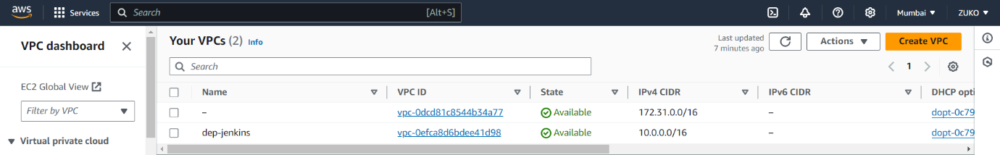 aws Services Search [Alt+S] Mumbai ZUKO
VPC dashboard
EC2 Global View
Filter by VPC
Virtual private cloud
Your VPCs (2) Info
Last updated
7 minutes ago
Actions
Create VPC
Search
1
Name VPC ID State IPv4 CIDR IPv6 CIDR DHCP opti
– vpc-0dcd81c8544b34a77 Available 172.31.0.0/16 – dopt-0c79
dep-jenkins vpc-0efca8d6bdee41d98 Available 10.0.0.0/16 – dopt-0c79